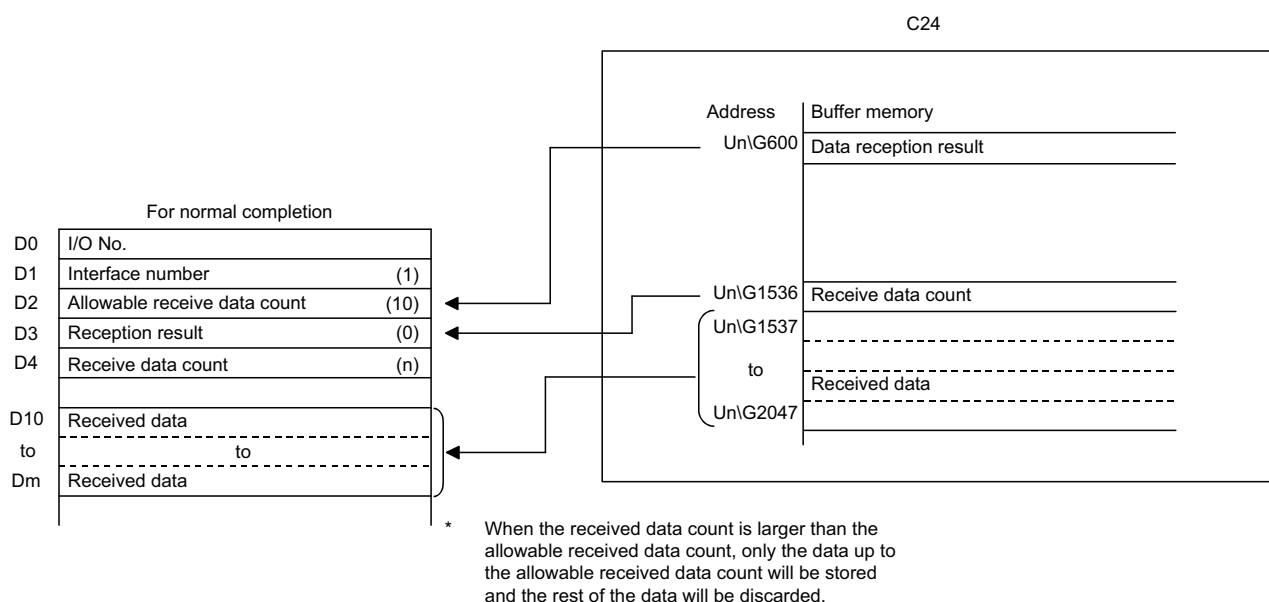 C24
Address Buffer memory
Un\G600 Data reception result
For normal completion
D0 I/O No.
D1 Interface number (1)
D2 Allowable receive data count (10)
D3 Reception result (0)
D4 Receive data count (n)
Un\G1536 Receive data count
Un\G1537
to
Received data
Un\G2047
D10 Received data
to to
Dm Received data
* When the received data count is larger than the
allowable received data count, only the data up to
the allowable received data count will be stored
and the rest of the data will be discarded.